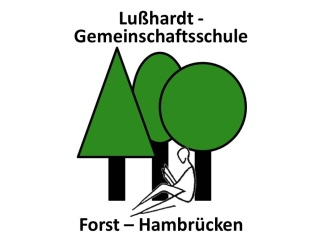 Lußhardt -
Gemeinschaftsschule
Forst – Hambrücken